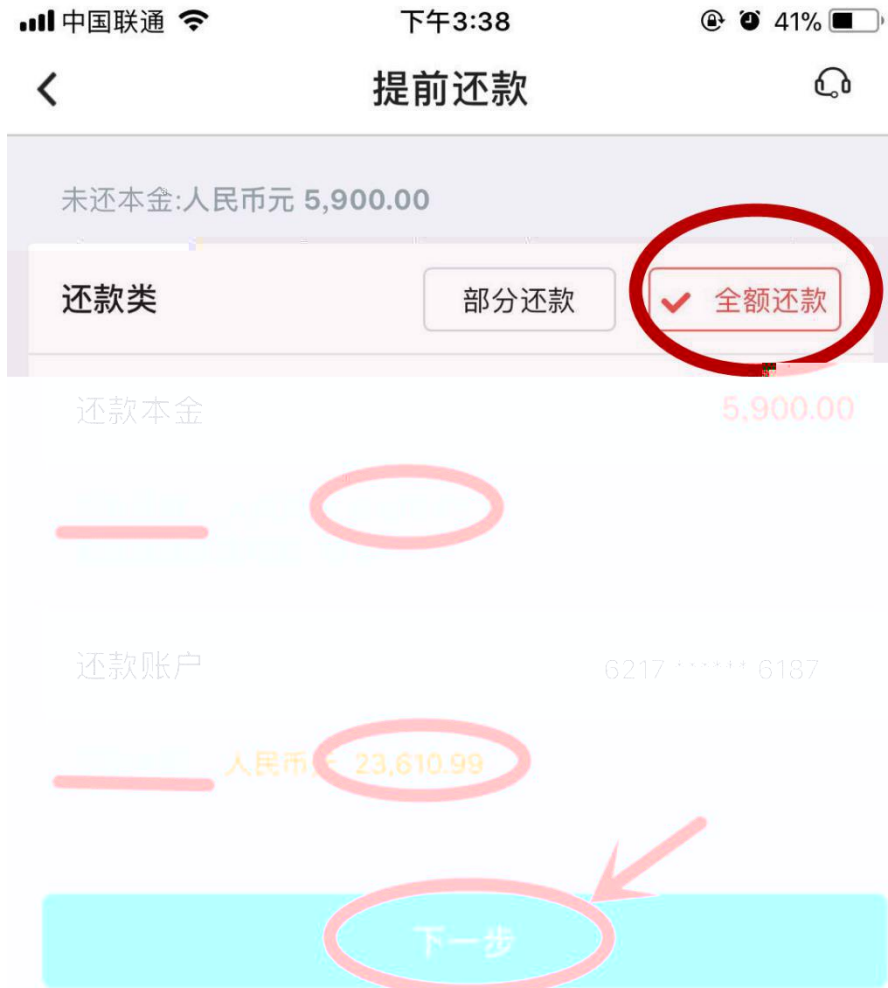 中国联通 下午3:38 41%
提前还款
未还本金:人民币元 5,900.00
还款类 部分还款 全额还款
还款本金 5,900.00
还款账户 6217 ****** 6187
人民币元 23,610.99
下一步